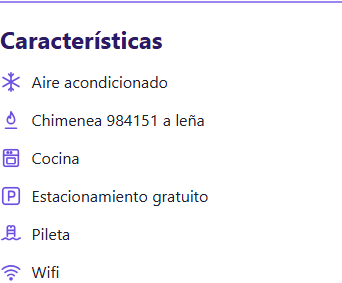 Características
Aire acondicionado
Chimenea 984151 a leña
Cocina
Estacionamiento gratuito
Pileta
Wifi